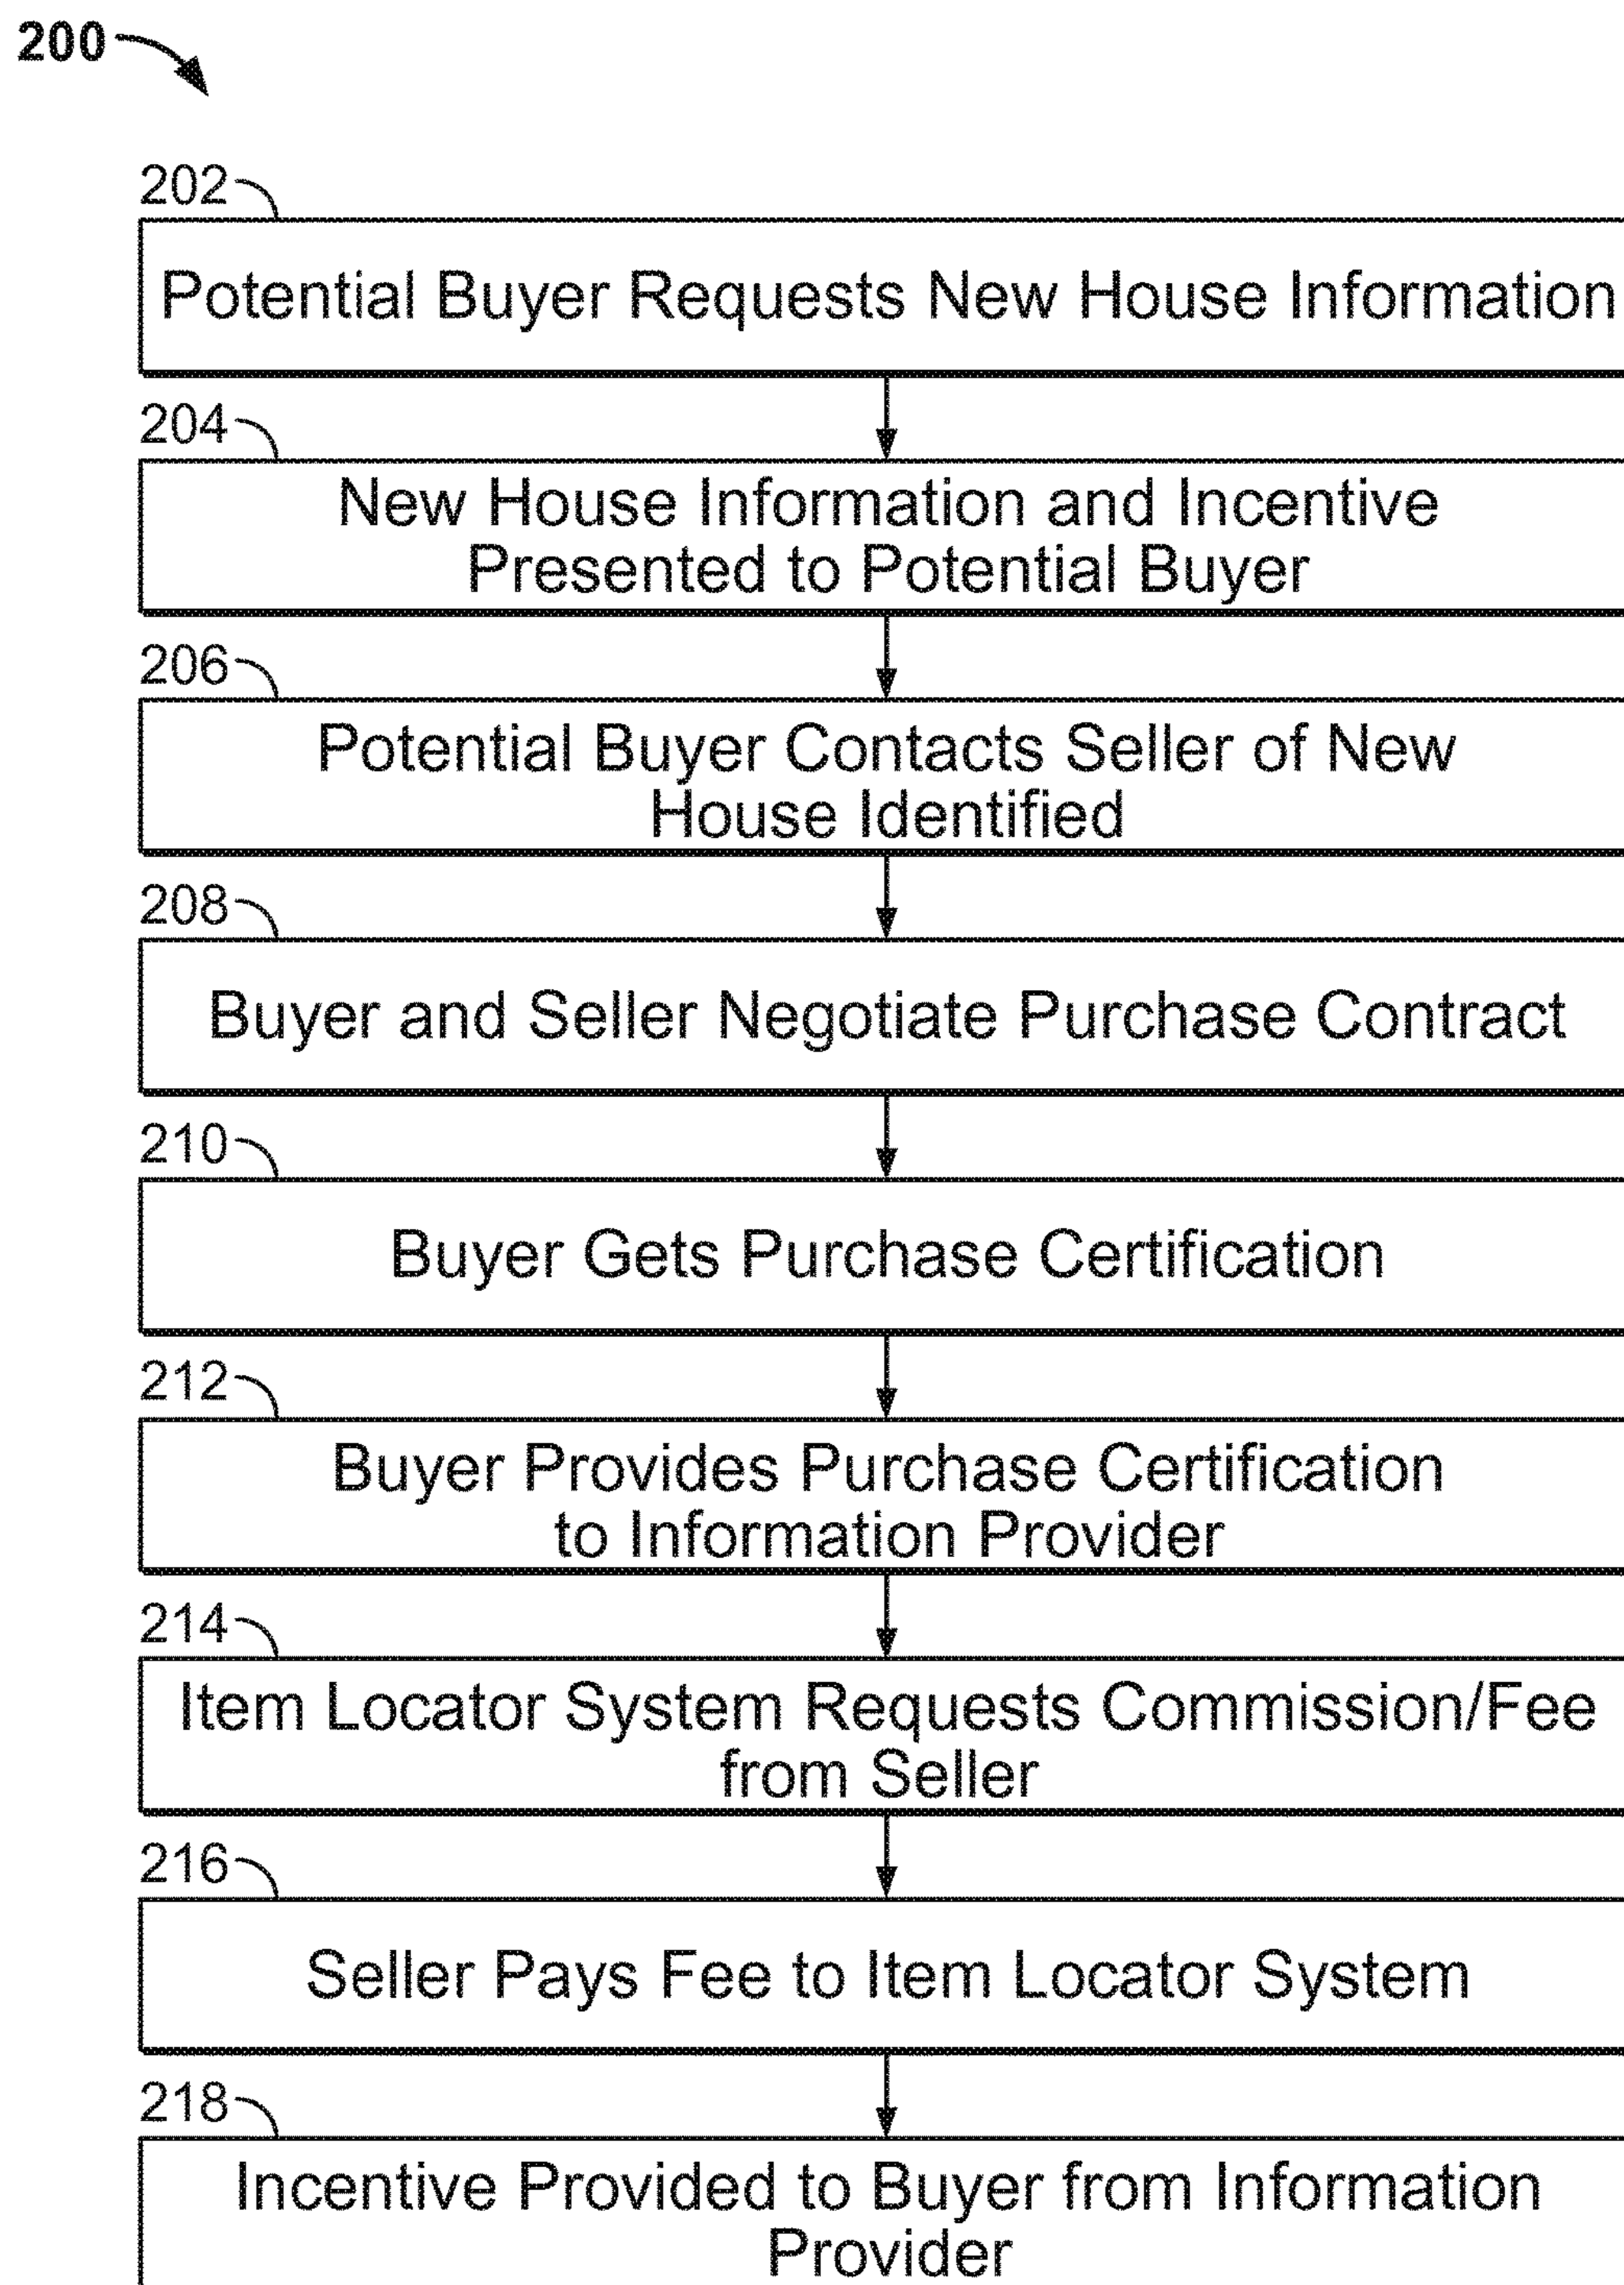 200
202
Potential Buyer Requests New House Information
204
New House Information and Incentive
Presented to Potential Buyer
206
Potential Buyer Contacts Seller of New
House Identified
208
Buyer and Seller Negotiate Purchase Contract
210
Buyer Gets Purchase Certification
212
Buyer Provides Purchase Certification
to Information Provider
214
Item Locator System Requests Commission/Fee
from Seller
216
Seller Pays Fee to Item Locator System
218
Incentive Provided to Buyer from Information
Provider